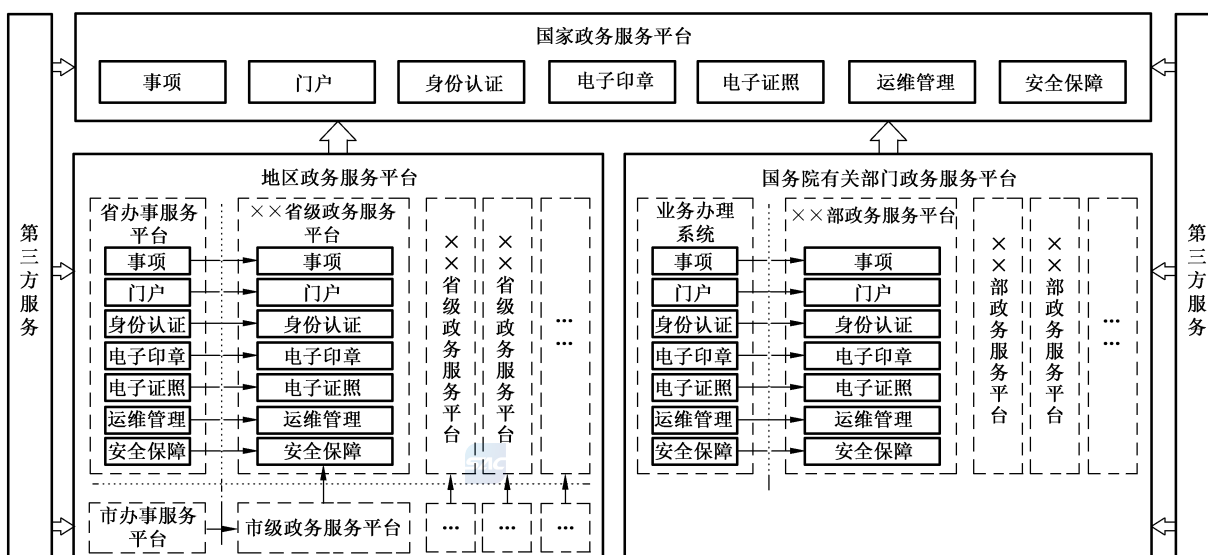 国家政务服务平台
事项
门户
身份认证
电子印章
电子证照
运维管理
安全保障
第三方服务
地区政务服务平台
省办事服务
平台
事项
门户
身份认证
电子印章
电子证照
运维管理
安全保障
××省级政务服务
平台
事项
门户
身份认证
电子印章
电子证照
运维管理
安全保障
××省级政务服务平台
××省级政务服务平台
……
市办事服务
平台
市级政务服务平台
…
…
…
国务院有关部门政务服务平台
业务办理
系统
事项
门户
身份认证
电子印章
电子证照
运维管理
安全保障
××部政务服务平台
事项
门户
身份认证
电子印章
电子证照
运维管理
安全保障
××部政务服务平台
××部政务服务平台
……
第三方服务